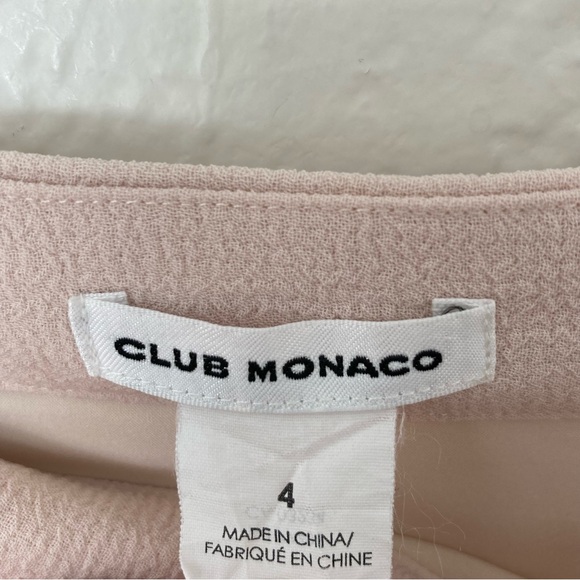 CLUB MONACO
4
MADE IN CHINA/
FABRIQUÉ EN CHINE